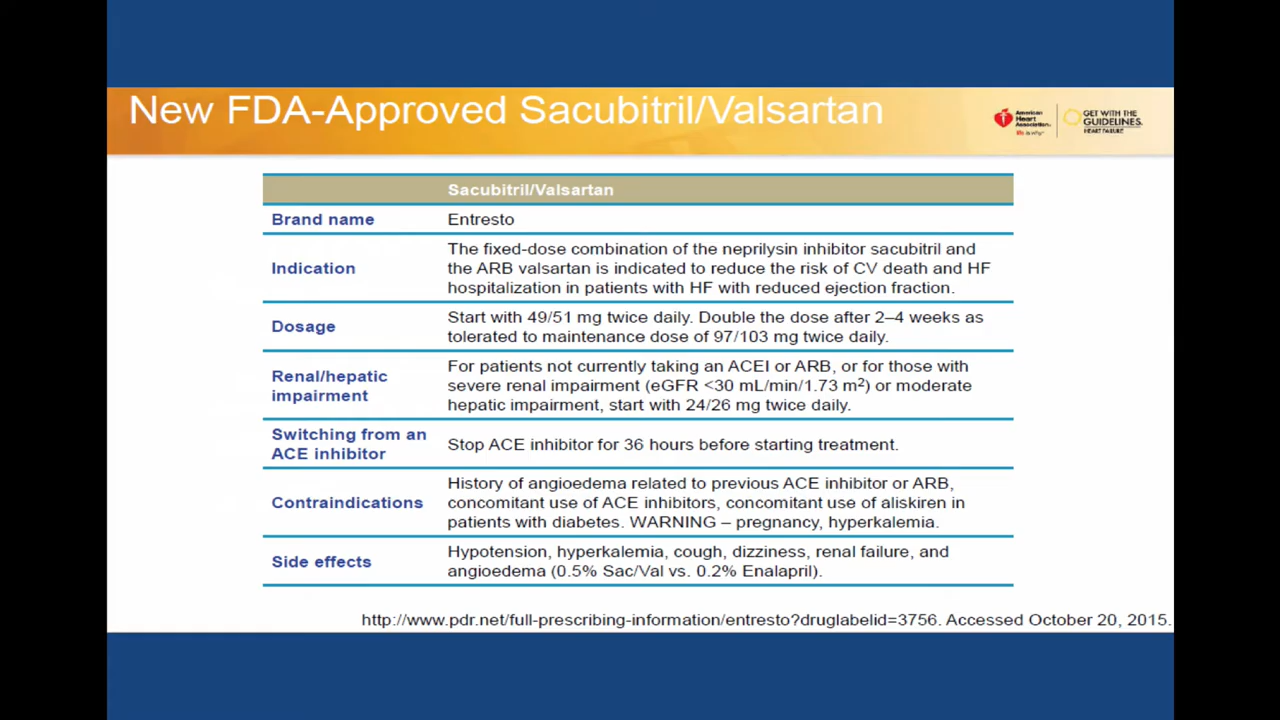 New FDA-Approved Sacubitril/Valsartan
American
Heart
Association®
life is why™
GET WITH THE
GUIDELINES.
HEART FAILURE
Sacubitril/Valsartan
Brand name
Entresto
Indication
The fixed-dose combination of the neprilysin inhibitor sacubitril and
the ARB valsartan is indicated to reduce the risk of CV death and HF
hospitalization in patients with HF with reduced ejection fraction.
Dosage
Start with 49/51 mg twice daily. Double the dose after 2–4 weeks as
tolerated to maintenance dose of 97/103 mg twice daily.
Renal/hepatic
impairment
For patients not currently taking an ACEI or ARB, or for those with
severe renal impairment (eGFR <30 mL/min/1.73 m²) or moderate
hepatic impairment, start with 24/26 mg twice daily.
Switching from an
ACE inhibitor
Stop ACE inhibitor for 36 hours before starting treatment.
Contraindications
History of angioedema related to previous ACE inhibitor or ARB,
concomitant use of ACE inhibitors, concomitant use of aliskiren in
patients with diabetes. WARNING – pregnancy, hyperkalemia.
Side effects
Hypotension, hyperkalemia, cough, dizziness, renal failure, and
angioedema (0.5% Sac/Val vs. 0.2% Enalapril).
http://www.pdr.net/full-prescribing-information/entresto?druglabelid=3756. Accessed October 20, 2015.